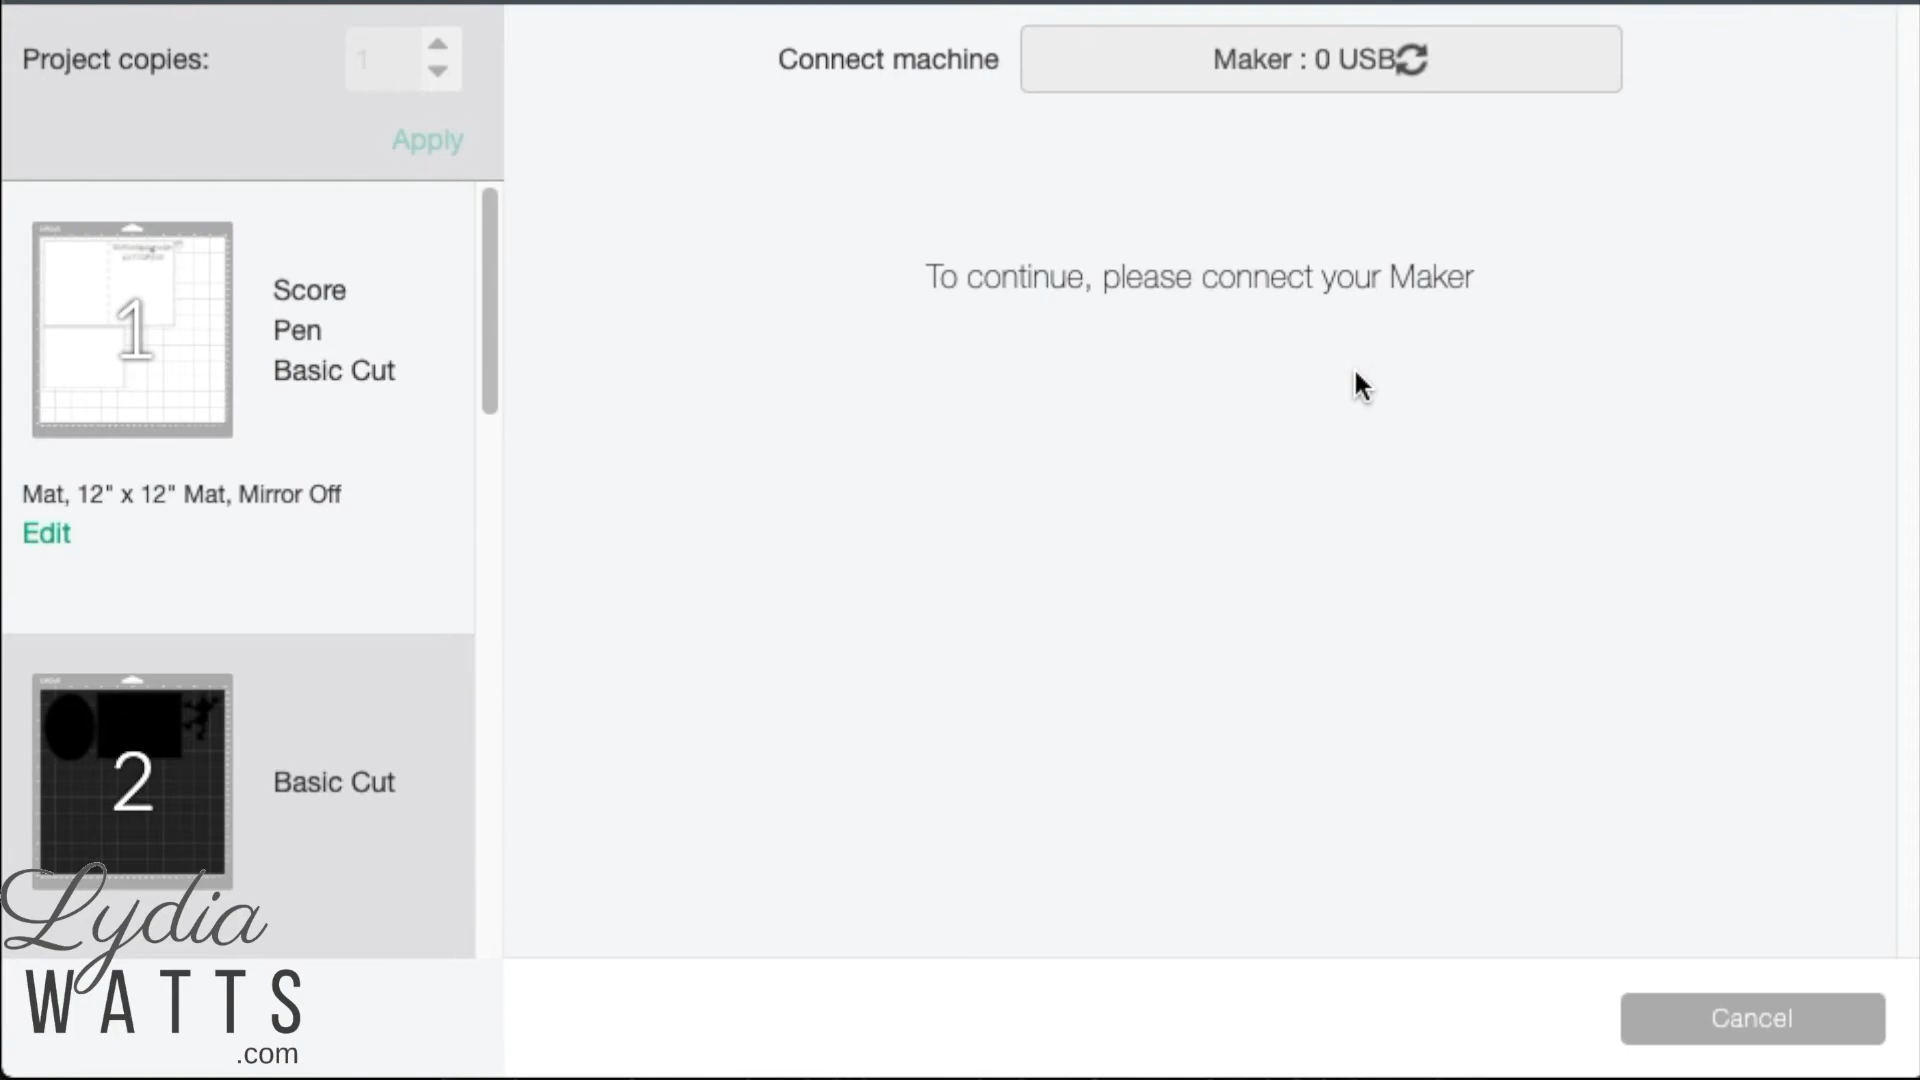 Project copies:
1
Apply
Connect machine
Maker : 0 USB
To continue, please connect your Maker
1
Score
Pen
Basic Cut
Mat, 12" x 12" Mat, Mirror Off
Edit
2
Basic Cut
Lydia
WATTS
.com
Cancel